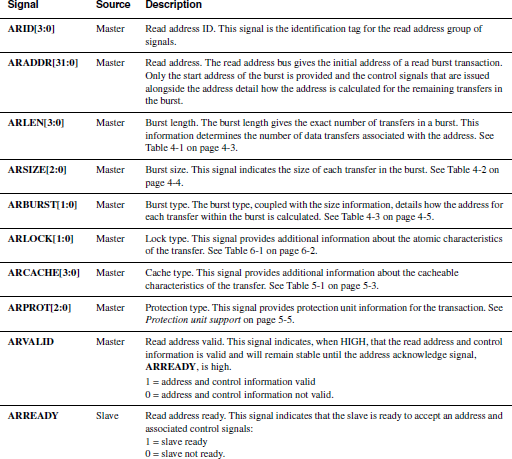 Signal Source Description
ARID[3:0] Master Read address ID. This signal is the identification tag for the read address group of
signals.
ARADDR[31:0] Master Read address. The read address bus gives the initial address of a read burst transaction.
Only the start address of the burst is provided and the control signals that are issued
alongside the address detail how the address is calculated for the remaining transfers in
the burst.
ARLEN[3:0] Master Burst length. The burst length gives the exact number of transfers in a burst. This
information determines the number of data transfers associated with the address. See
Table 4-1 on page 4-3.
ARSIZE[2:0] Master Burst size. This signal indicates the size of each transfer in the burst. See Table 4-2 on
page 4-4.
ARBURST[1:0] Master Burst type. The burst type, coupled with the size information, details how the address for
each transfer within the burst is calculated. See Table 4-3 on page 4-5.
ARLOCK[1:0] Master Lock type. This signal provides additional information about the atomic characteristics
of the transfer. See Table 6-1 on page 6-2.
ARCACHE[3:0] Master Cache type. This signal provides additional information about the cacheable
characteristics of the transfer. See Table 5-1 on page 5-3.
ARPROT[2:0] Master Protection type. This signal provides protection unit information for the transaction. See
Protection unit support on page 5-5.
ARVALID Master Read address valid. This signal indicates, when HIGH, that the read address and control
information is valid and will remain stable until the address acknowledge signal,
ARREADY, is high.
1 = address and control information valid
0 = address and control information not valid.
ARREADY Slave Read address ready. This signal indicates that the slave is ready to accept an address and
associated control signals:
1 = slave ready
0 = slave not ready.